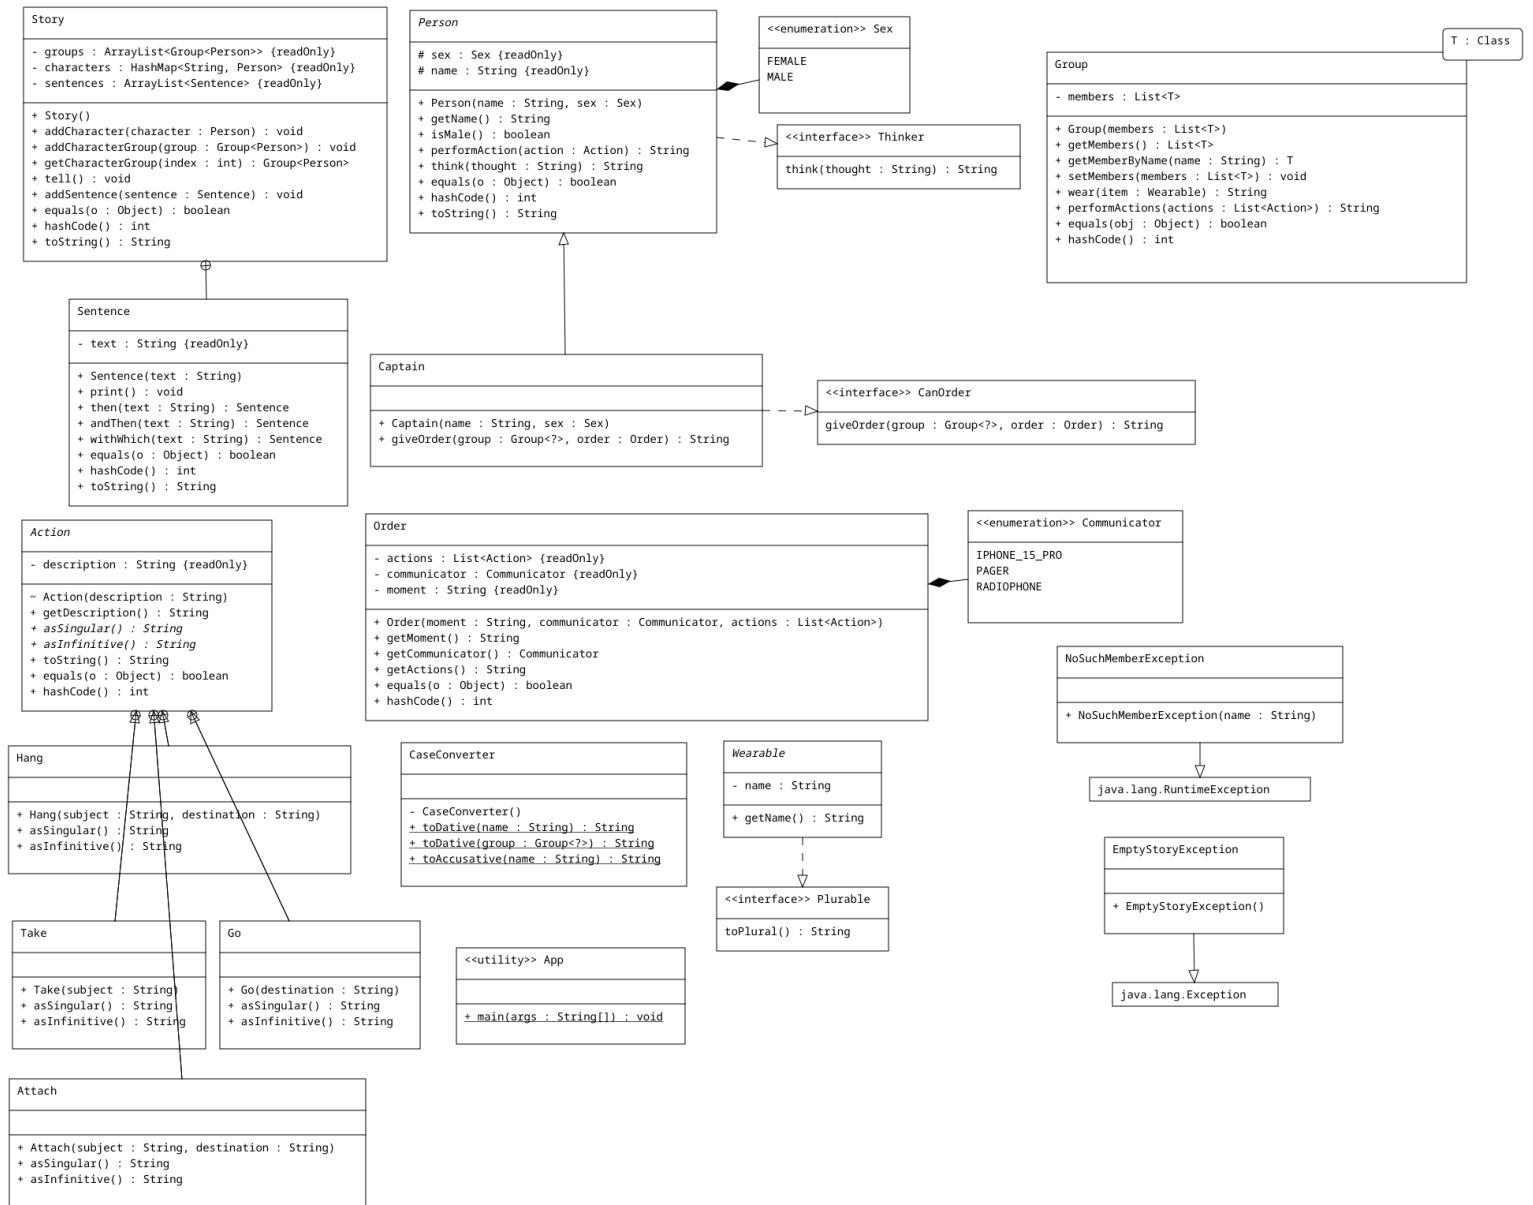 Story
- groups : ArrayList<Group<Person>> {readOnly}
- characters : HashMap<String, Person> {readOnly}
- sentences : ArrayList<Sentence> {readOnly}
+ Story()
+ addCharacter(character : Person) : void
+ addCharacterGroup(group : Group<Person>) : void
+ getCharacterGroup(index : int) : Group<Person>
+ tell() : void
+ addSentence(sentence : Sentence) : void
+ equals(o : Object) : boolean
+ hashCode() : int
+ toString() : String
Person
# sex : Sex {readOnly}
# name : String {readOnly}
+ Person(name : String, sex : Sex)
+ getName() : String
+ isMale() : boolean
+ performAction(action : Action) : String
+ think(thought : String) : String
+ equals(o : Object) : boolean
+ hashCode() : int
+ toString() : String
<<enumeration>> Sex
FEMALE
MALE
<<interface>> Thinker
think(thought : String) : String
T : Class
Group
- members : List<T>
+ Group(members : List<T>)
+ getMembers() : List<T>
+ getMemberByName(name : String) : T
+ setMembers(members : List<T>) : void
+ wear(item : Wearable) : String
+ performActions(actions : List<Action>) : String
+ equals(obj : Object) : boolean
+ hashCode() : int
Sentence
- text : String {readOnly}
+ Sentence(text : String)
+ print() : void
+ then(text : String) : Sentence
+ andThen(text : String) : Sentence
+ withWhich(text : String) : Sentence
+ equals(o : Object) : boolean
+ hashCode() : int
+ toString() : String
Captain
+ Captain(name : String, sex : Sex)
+ giveOrder(group : Group<?>, order : Order) : String
<<interface>> CanOrder
giveOrder(group : Group<?>, order : Order) : String
Action
- description : String {readOnly}
~ Action(description : String)
+ getDescription() : String
+ asSingular() : String
+ asInfinitive() : String
+ toString() : String
+ equals(o : Object) : boolean
+ hashCode() : int
Order
- actions : List<Action> {readOnly}
- communicator : Communicator {readOnly}
- moment : String {readOnly}
+ Order(moment : String, communicator : Communicator, actions : List<Action>)
+ getMoment() : String
+ getCommunicator() : Communicator
+ getActions() : String
+ equals(o : Object) : boolean
+ hashCode() : int
<<enumeration>> Communicator
IPHONE_15_PRO
PAGER
RADIOPHONE
NoSuchMemberException
+ NoSuchMemberException(name : String)
java.lang.RuntimeException
Hang
+ Hang(subject : String, destination : String)
+ asSingular() : String
+ asInfinitive() : String
CaseConverter
- CaseConverter()
+ toDative(name : String) : String
+ toDative(group : Group<?>) : String
+ toAccusative(name : String) : String
Wearable
- name : String
+ getName() : String
<<interface>> Plurable
toPlural() : String
EmptyStoryException
+ EmptyStoryException()
java.lang.Exception
Take
+ Take(subject : String)
+ asSingular() : String
+ asInfinitive() : String
Go
+ Go(destination : String)
+ asSingular() : String
+ asInfinitive() : String
<<utility>> App
+ main(args : String[]) : void
Attach
+ Attach(subject : String, destination : String)
+ asSingular() : String
+ asInfinitive() : String